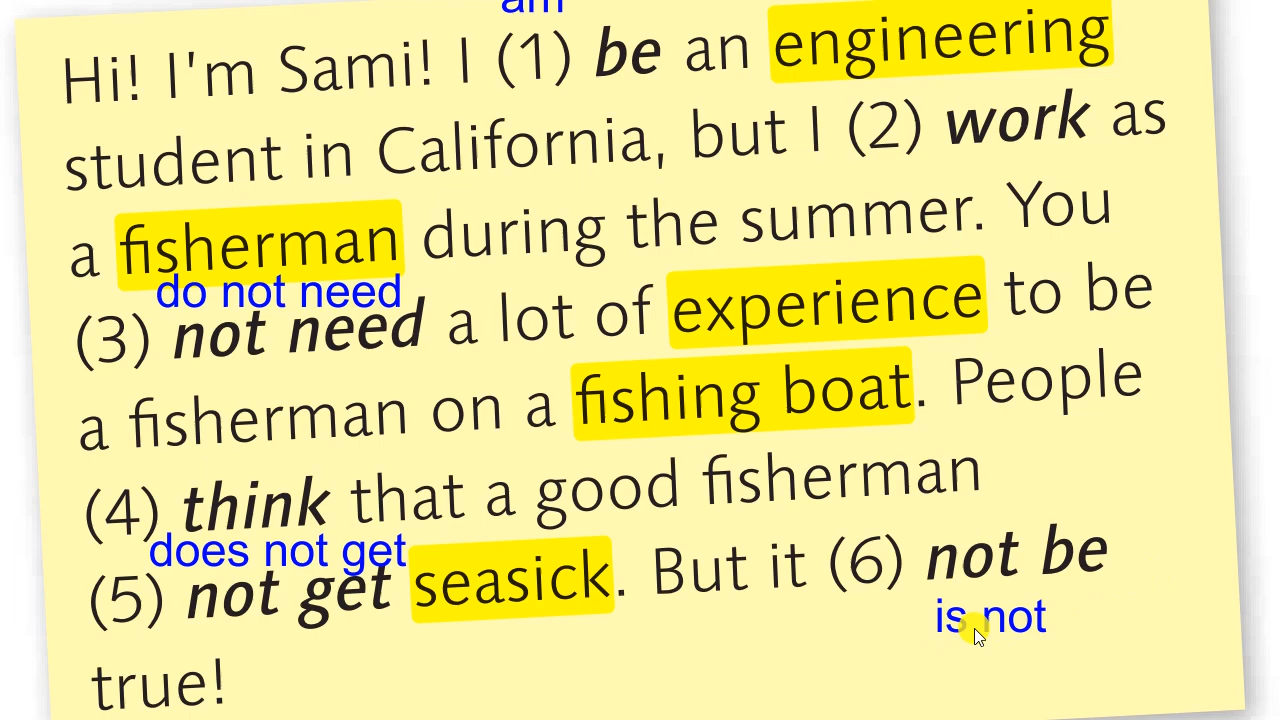 am
Hi! I'm Sami! I (1) be an engineering
student in California, but I (2) work as
a fisherman during the summer. You
do not need
(3) not need a lot of experience to be
a fisherman on a fishing boat. People
(4) think that a good fisherman
does not get
(5) not get seasick. But it (6) not be
is not
true!